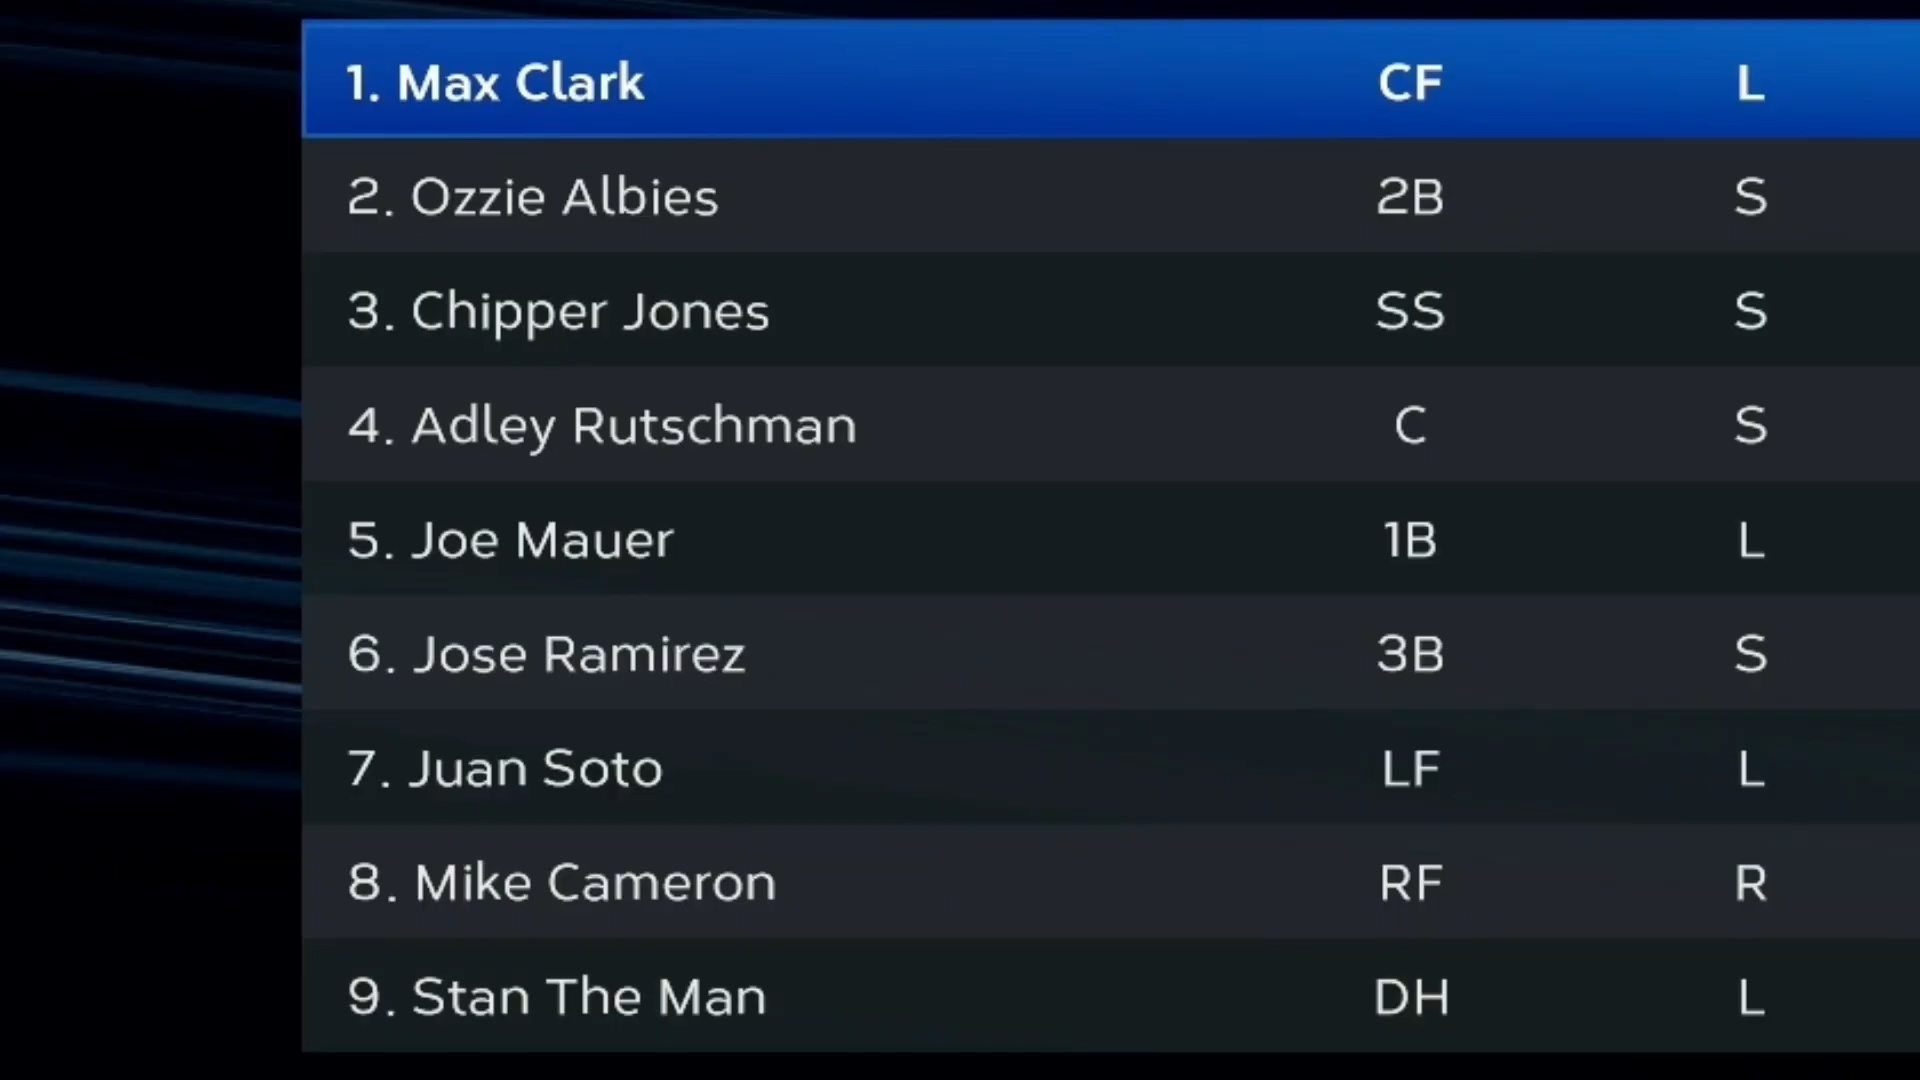 1. Max Clark CF L
2. Ozzie Albies 2B S
3. Chipper Jones SS S
4. Adley Rutschman C S
5. Joe Mauer 1B L
6. Jose Ramirez 3B S
7. Juan Soto LF L
8. Mike Cameron RF R
9. Stan The Man DH L